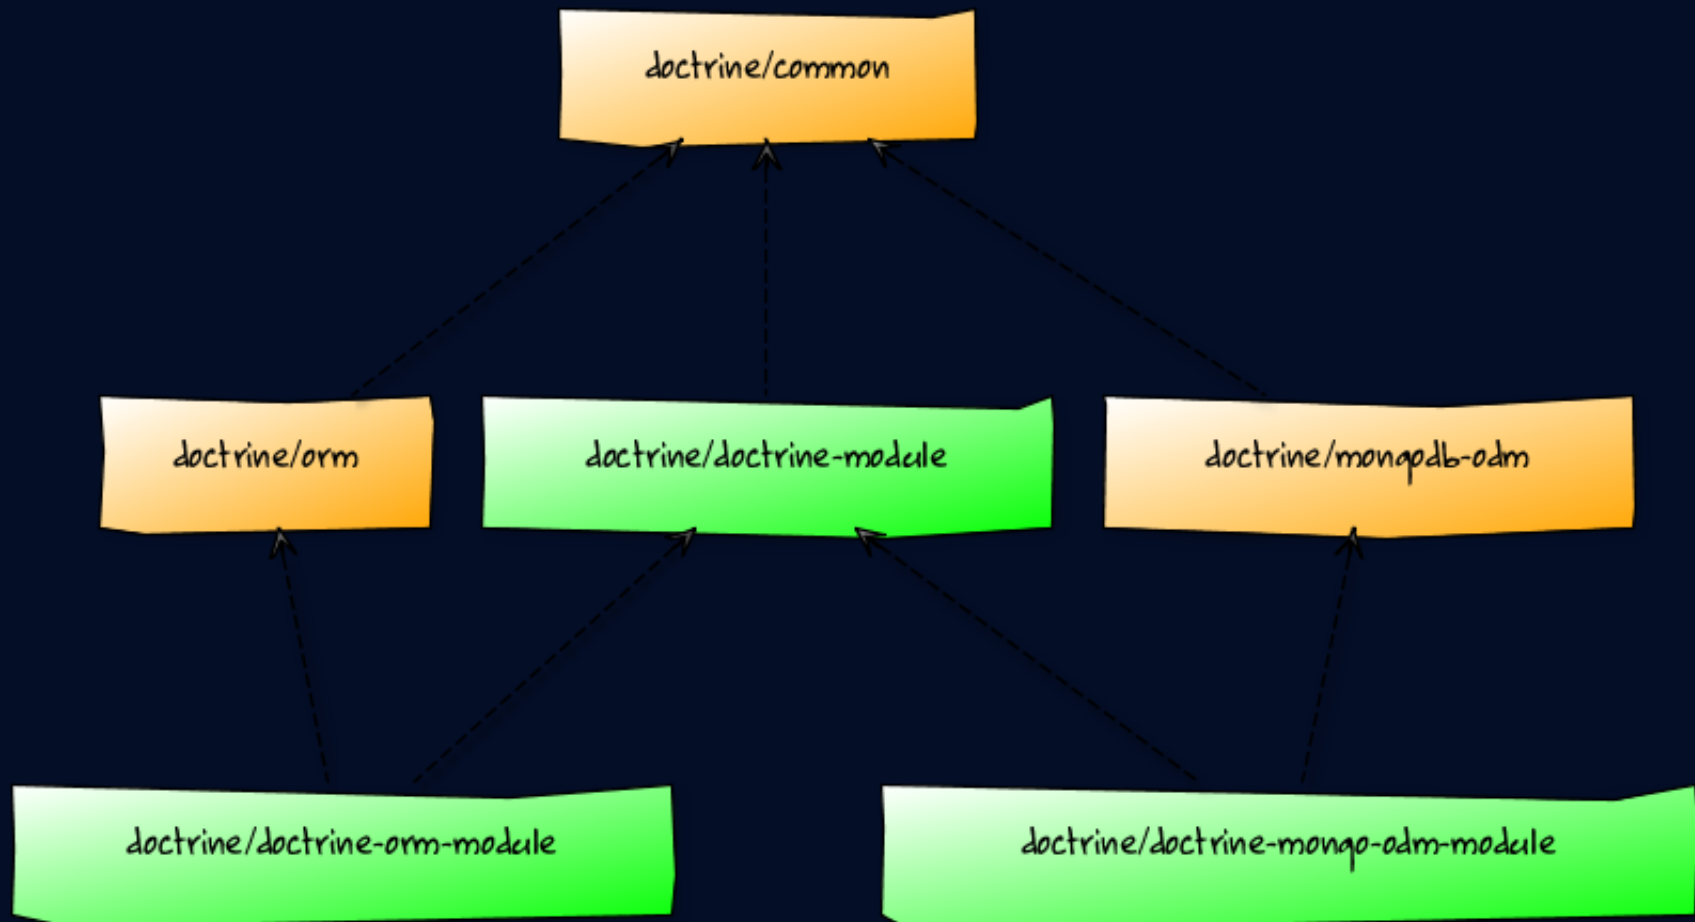 doctrine/common
doctrine/orm
doctrine/doctrine-module
doctrine/mongodb-odm
doctrine/doctrine-orm-module
doctrine/doctrine-mongo-odm-module